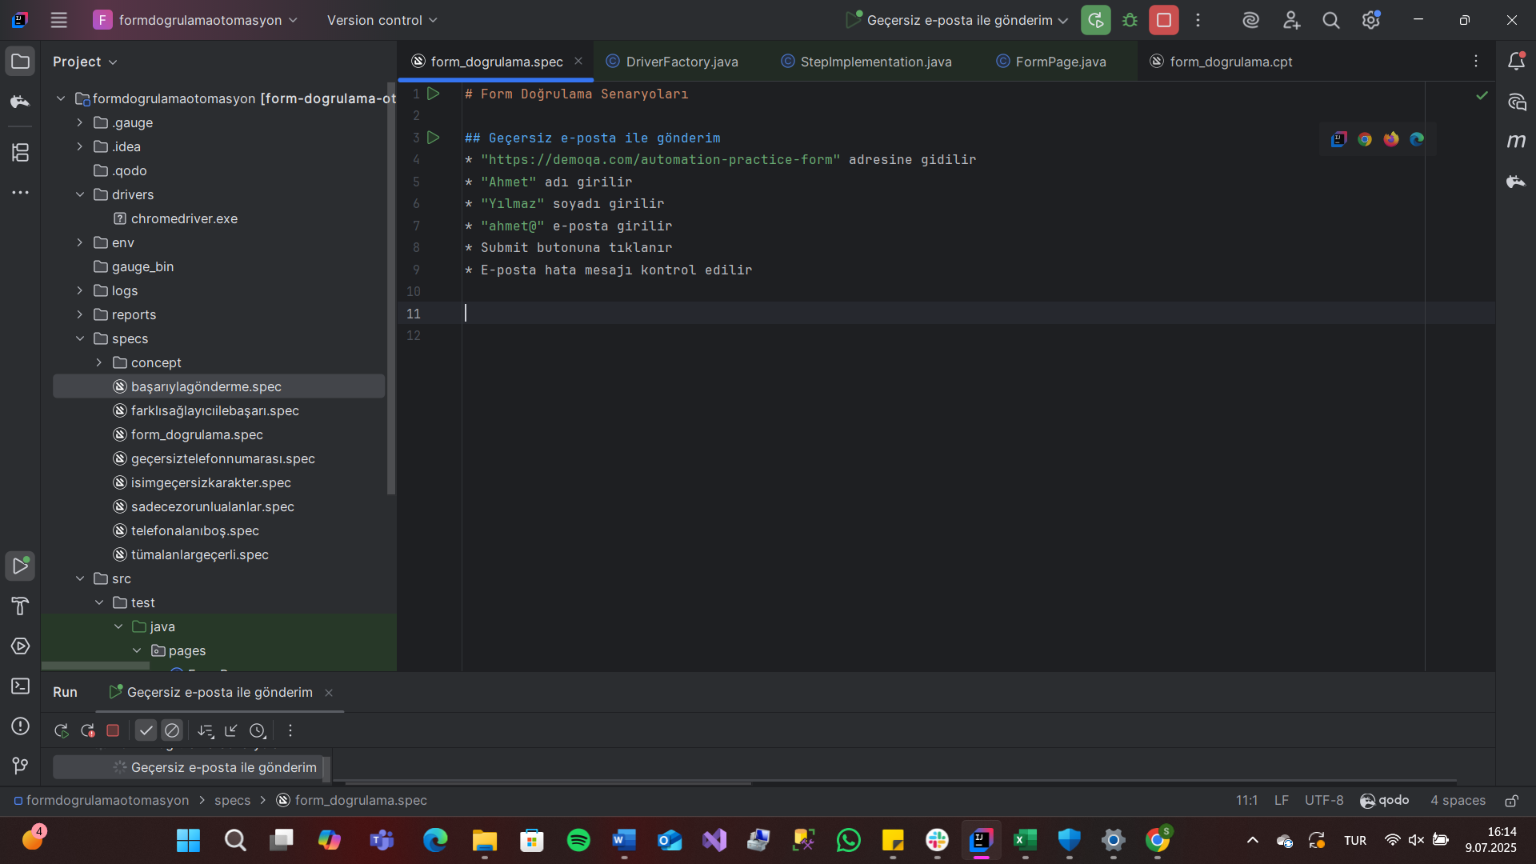 F formdogrulamaotomasyon Version control Geçersiz e-posta ile gönderim
Project
form_dogrulama.spec DriverFactory.java StepImplementation.java FormPage.java form_dogrulama.cpt
formdogrulamaotomasyon [form-dogrulama-ot
.gauge
.idea
.qodo
drivers
chromedriver.exe
env
gauge_bin
logs
reports
specs
concept
başarıylagönderme.spec
farklısağlayıcıilebaşarı.spec
form_dogrulama.spec
geçersiztelefonnumarası.spec
isimgeçersizkarakter.spec
sadecezorunlualanlar.spec
telefonalanıboş.spec
tümalanlargeçerli.spec
src
test
java
pages
1 # Form Doğrulama Senaryoları
2
3 ## Geçersiz e-posta ile gönderim
4 * "https://demoqa.com/automation-practice-form" adresine gidilir
5 * "Ahmet" adı girilir
6 * "Yılmaz" soyadı girilir
7 * "ahmet@" e-posta girilir
8 * Submit butonuna tıklanır
9 * E-posta hata mesajı kontrol edilir
10
11
12
m
Run Geçersiz e-posta ile gönderim
Geçersiz e-posta ile gönderim
formdogrulamaotomasyon specs form_dogrulama.spec 11:1 LF UTF-8 qodo 4 spaces
4 TUR 16:14
9.07.2025